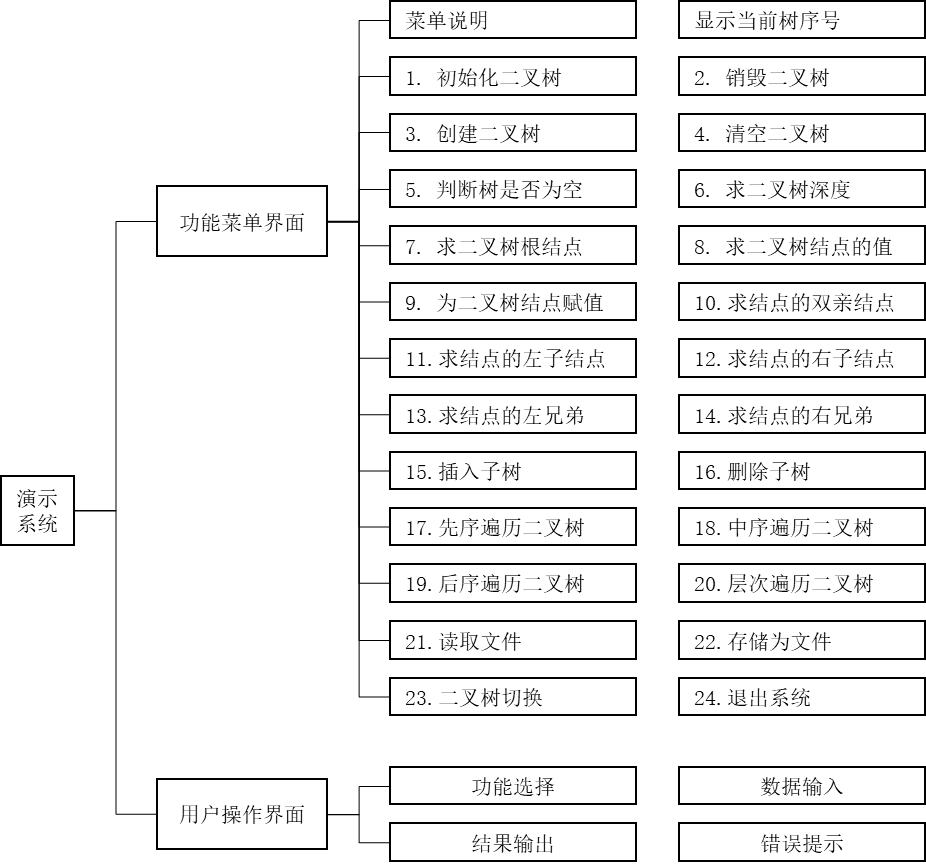 菜单说明
显示当前树序号
1. 初始化二叉树
2. 销毁二叉树
3. 创建二叉树
4. 清空二叉树
5. 判断树是否为空
6. 求二叉树深度
功能菜单界面
7. 求二叉树根结点
8. 求二叉树结点的值
9. 为二叉树结点赋值
10.求结点的双亲结点
11.求结点的左子结点
12.求结点的右子结点
13.求结点的左兄弟
14.求结点的右兄弟
15.插入子树
16.删除子树
演示
系统
17.先序遍历二叉树
18.中序遍历二叉树
19.后序遍历二叉树
20.层次遍历二叉树
21.读取文件
22.存储为文件
23.二叉树切换
24.退出系统
用户操作界面
功能选择
数据输入
结果输出
错误提示